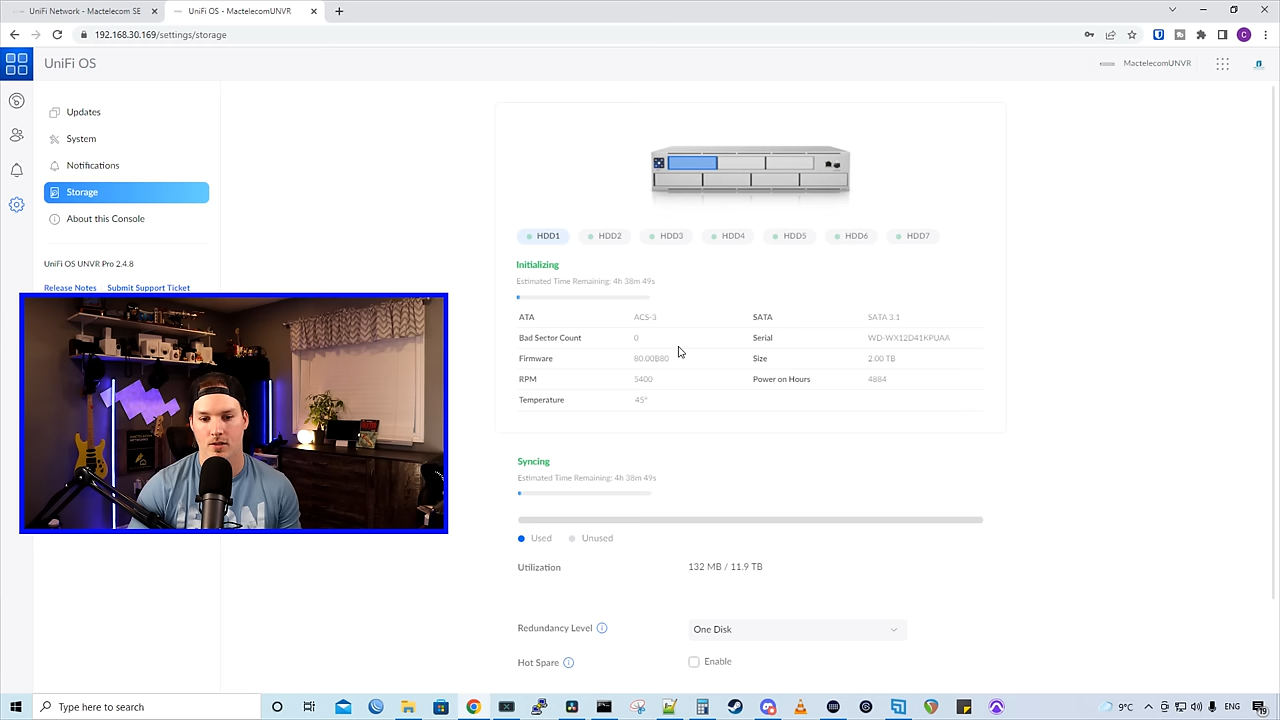 UniFi Network - Mactelecom SE
UniFi OS - MactelecomUNVR
192.168.30.169/settings/storage
UniFi OS
MactelecomUNVR
Updates
System
Notifications
Storage
About this Console
UniFi OS UNVR Pro 2.4.8
Release Notes Submit Support Ticket
HDD1 HDD2 HDD3 HDD4 HDD5 HDD6 HDD7
Initializing
Estimated Time Remaining: 4h 38m 49s
ATA ACS-3 SATA SATA 3.1
Bad Sector Count 0 Serial WD-WX12D41KPUAA
Firmware 80.00B80 Size 2.00 TB
RPM 5400 Power on Hours 4884
Temperature 45°
Syncing
Estimated Time Remaining: 4h 38m 49s
Used Unused
Utilization 132 MB / 11.9 TB
Redundancy Level One Disk
Hot Spare Enable
Type here to search
9°C ENG